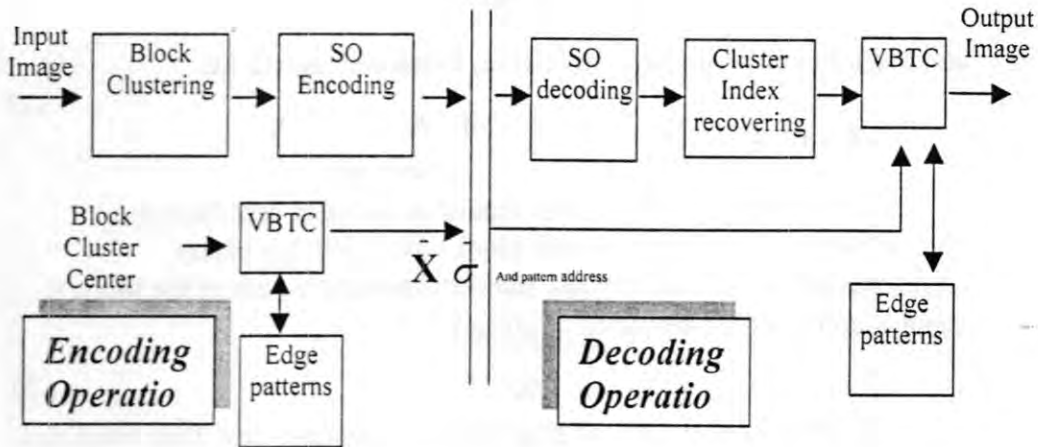 Input
Image
Block
Clustering
SO
Encoding
SO
decoding
Cluster
Index
recovering
VBTC
Output
Image
Block
Cluster
Center
VBTC
X̄ σ̄
And pattern address
Edge
patterns
Edge
patterns
Encoding
Operatio
Decoding
Operatio